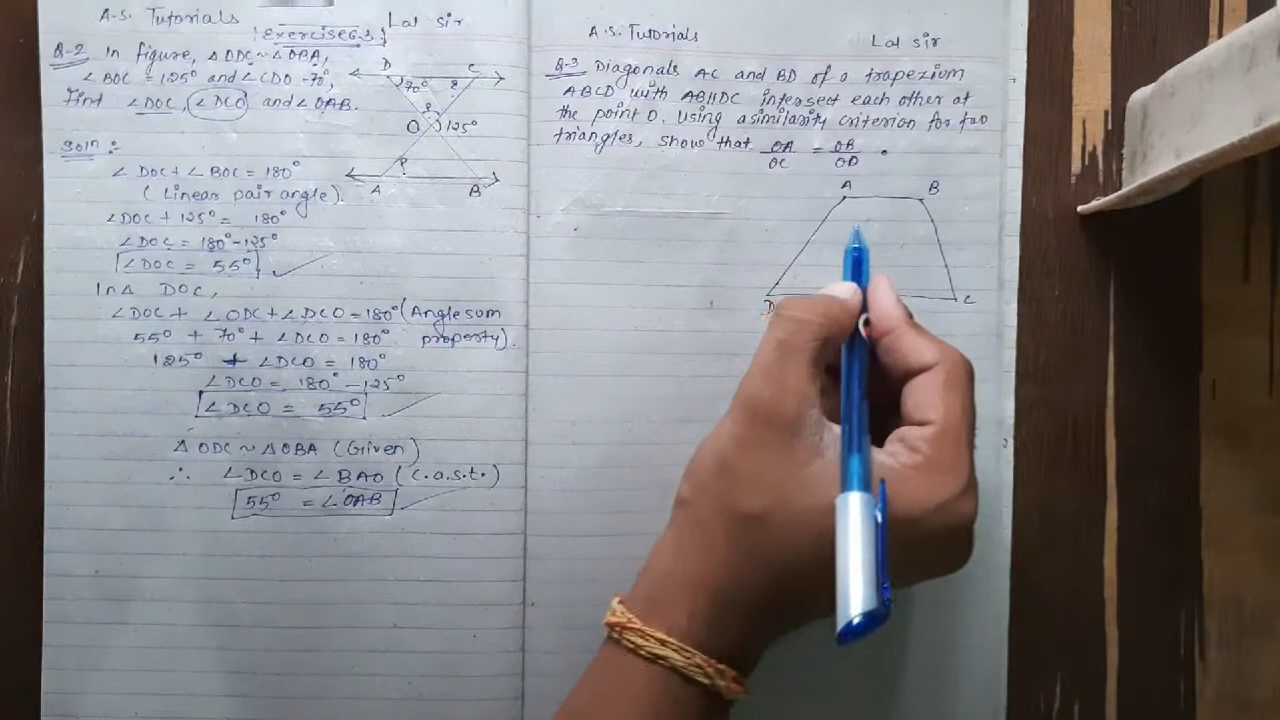 A.S. Tutorials Lal sir
Exercise 6.3
Q-2 In figure, △ODC ~ △OBA,
∠BOC = 125° and ∠CDO = 70°,
Find ∠DOC, ∠DCO and ∠OAB.
D C
70° ?
?
O 125°
?
A B
Soln:
∠DOC + ∠BOC = 180°
(Linear pair angle).
∠DOC + 125° = 180°
∠DOC = 180° - 125°
∠DOC = 55°
In △ DOC,
∠DOC + ∠ODC + ∠DCO = 180° (Angle sum
55° + 70° + ∠DCO = 180° property).
125° + ∠DCO = 180°
∠DCO = 180° - 125°
∠DCO = 55°
△ODC ~ △OBA (Given)
∴ ∠DCO = ∠BAO (C.a.s.t.)
55° = ∠OAB
A.S. Tutorials Lal sir
Q-3 Diagonals AC and BD of a trapezium
ABCD with AB||DC intersect each other at
the point O. Using a similarity criterion for two
triangles, show that OA/OC = OB/OD.
A B
D C